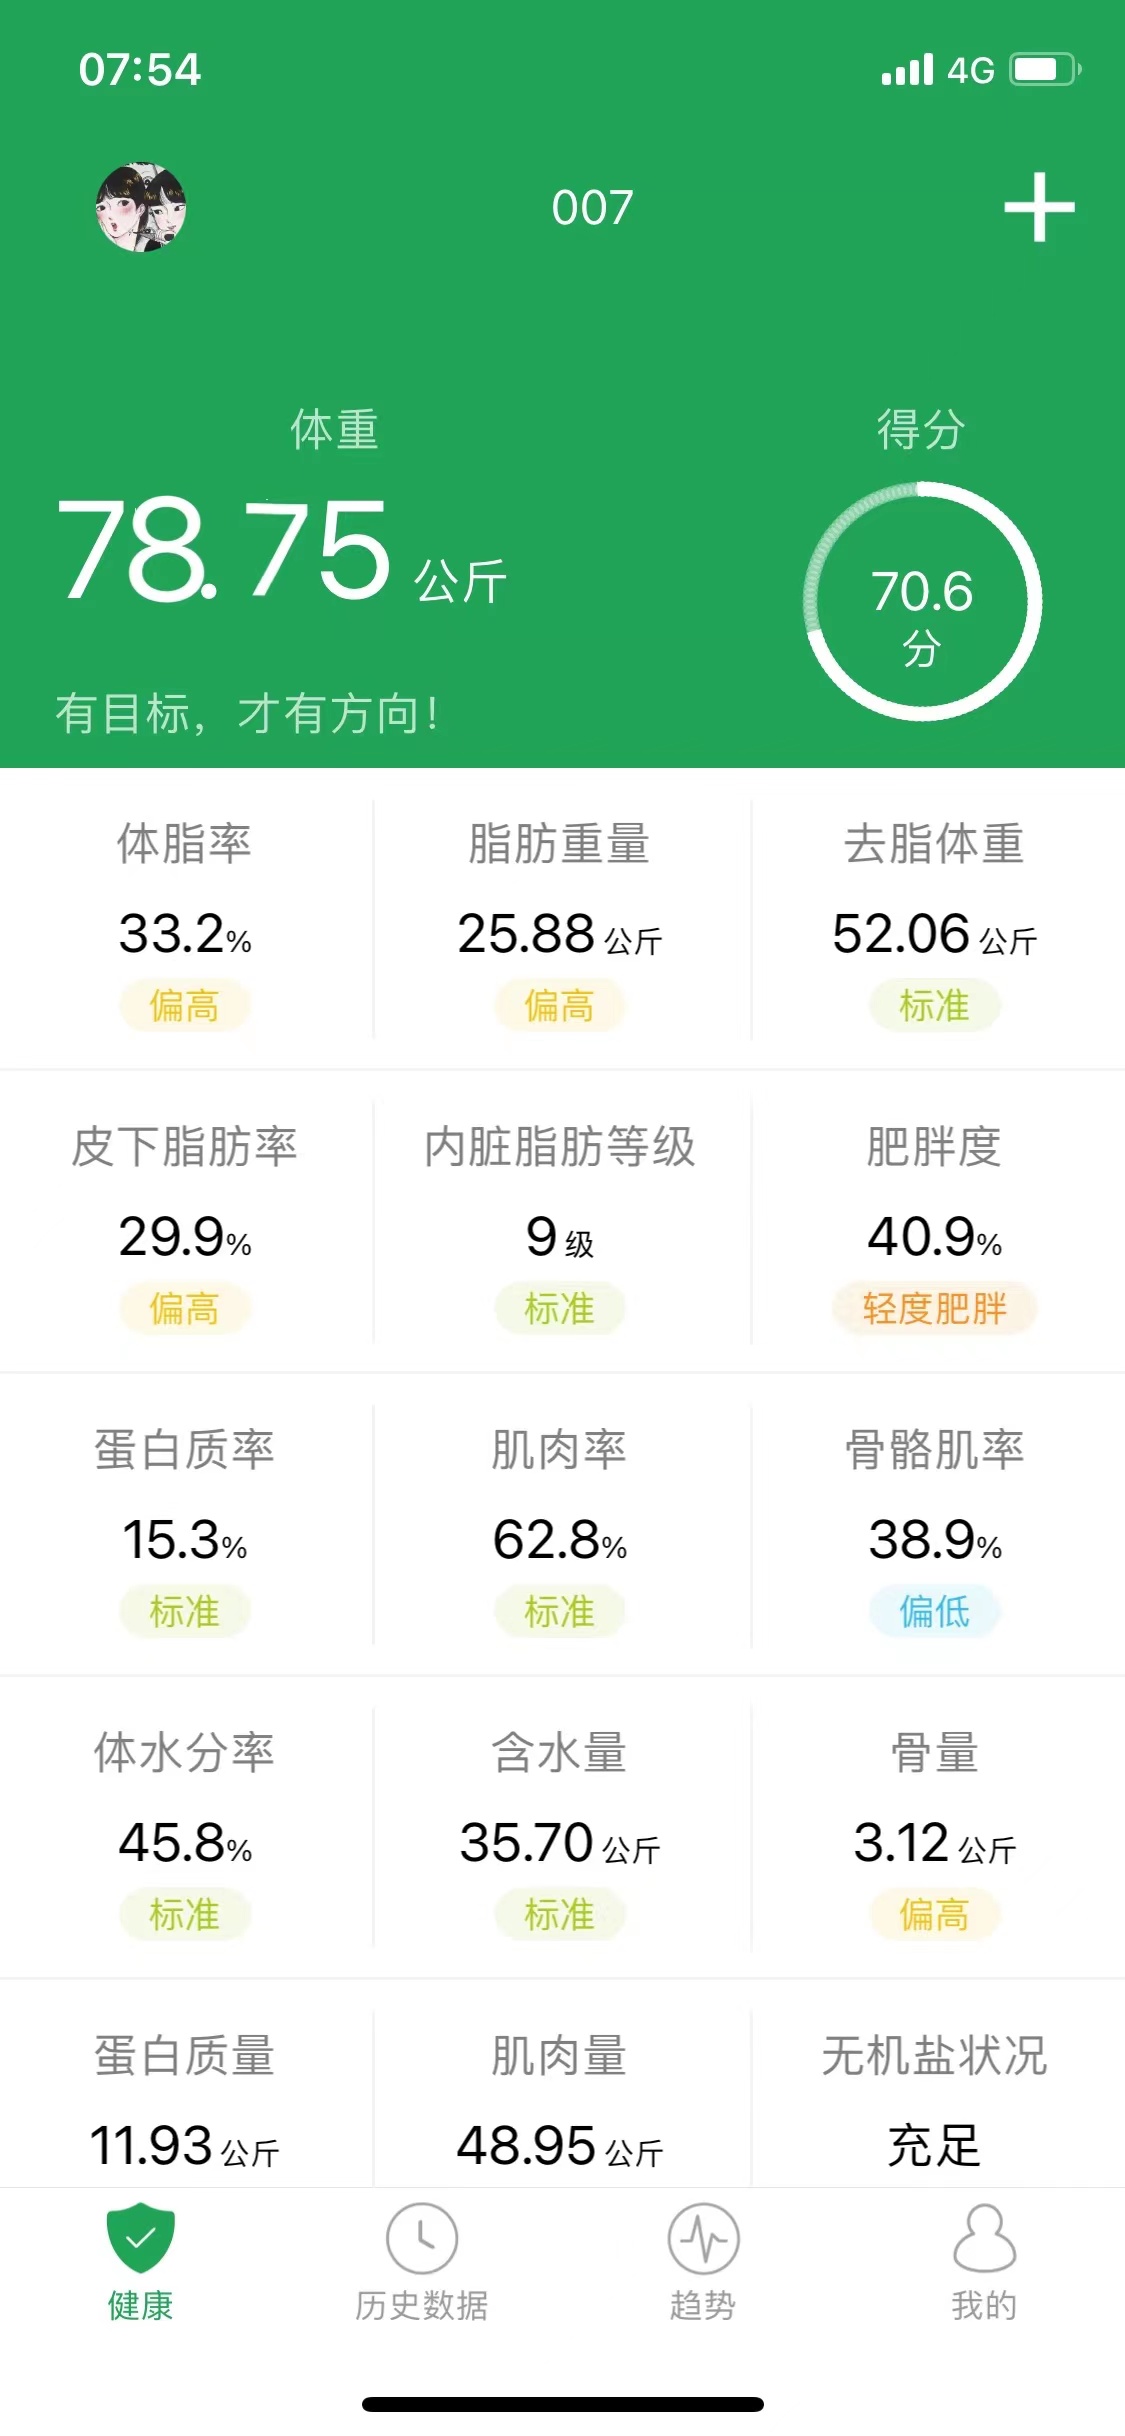 07:54 4G
007
体重 得分
78.75 公斤
70.6
分
有目标，才有方向！
体脂率 脂肪重量 去脂体重
33.2% 25.88 公斤 52.06 公斤
偏高 偏高 标准
皮下脂肪率 内脏脂肪等级 肥胖度
29.9% 9 级 40.9%
偏高 标准 轻度肥胖
蛋白质率 肌肉率 骨骼肌率
15.3% 62.8% 38.9%
标准 标准 偏低
体水分率 含水量 骨量
45.8% 35.70 公斤 3.12 公斤
标准 标准 偏高
蛋白质量 肌肉量 无机盐状况
11.93 公斤 48.95 公斤 充足
健康 历史数据 趋势 我的